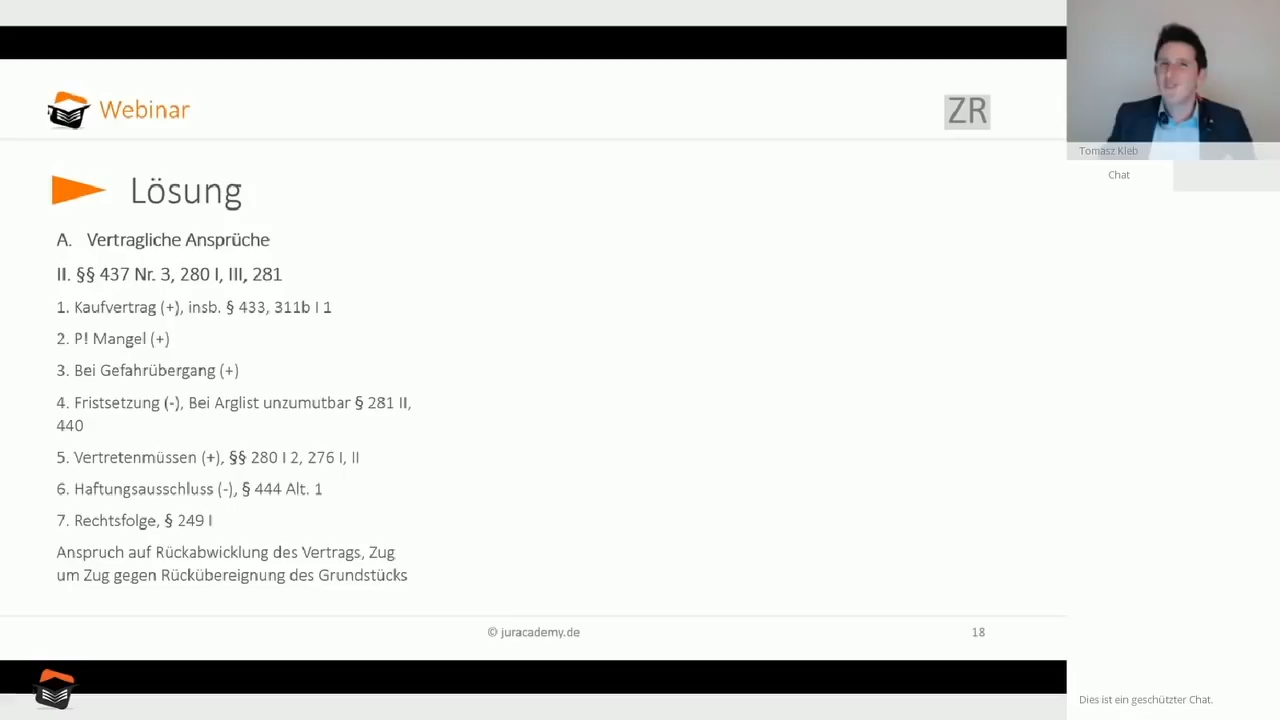 Webinar
ZR
Lösung
A. Vertragliche Ansprüche
II. §§ 437 Nr. 3, 280 I, III, 281
1. Kaufvertrag (+), insb. § 433, 311b I 1
2. P! Mangel (+)
3. Bei Gefahrübergang (+)
4. Fristsetzung (-), Bei Arglist unzumutbar § 281 II,
440
5. Vertretenmüssen (+), §§ 280 I 2, 276 I, II
6. Haftungsausschluss (-), § 444 Alt. 1
7. Rechtsfolge, § 249 I
Anspruch auf Rückabwicklung des Vertrags, Zug
um Zug gegen Rückübereignung des Grundstücks
© juracademy.de
18
Tomasz Kleb
Chat
Dies ist ein geschützter Chat.